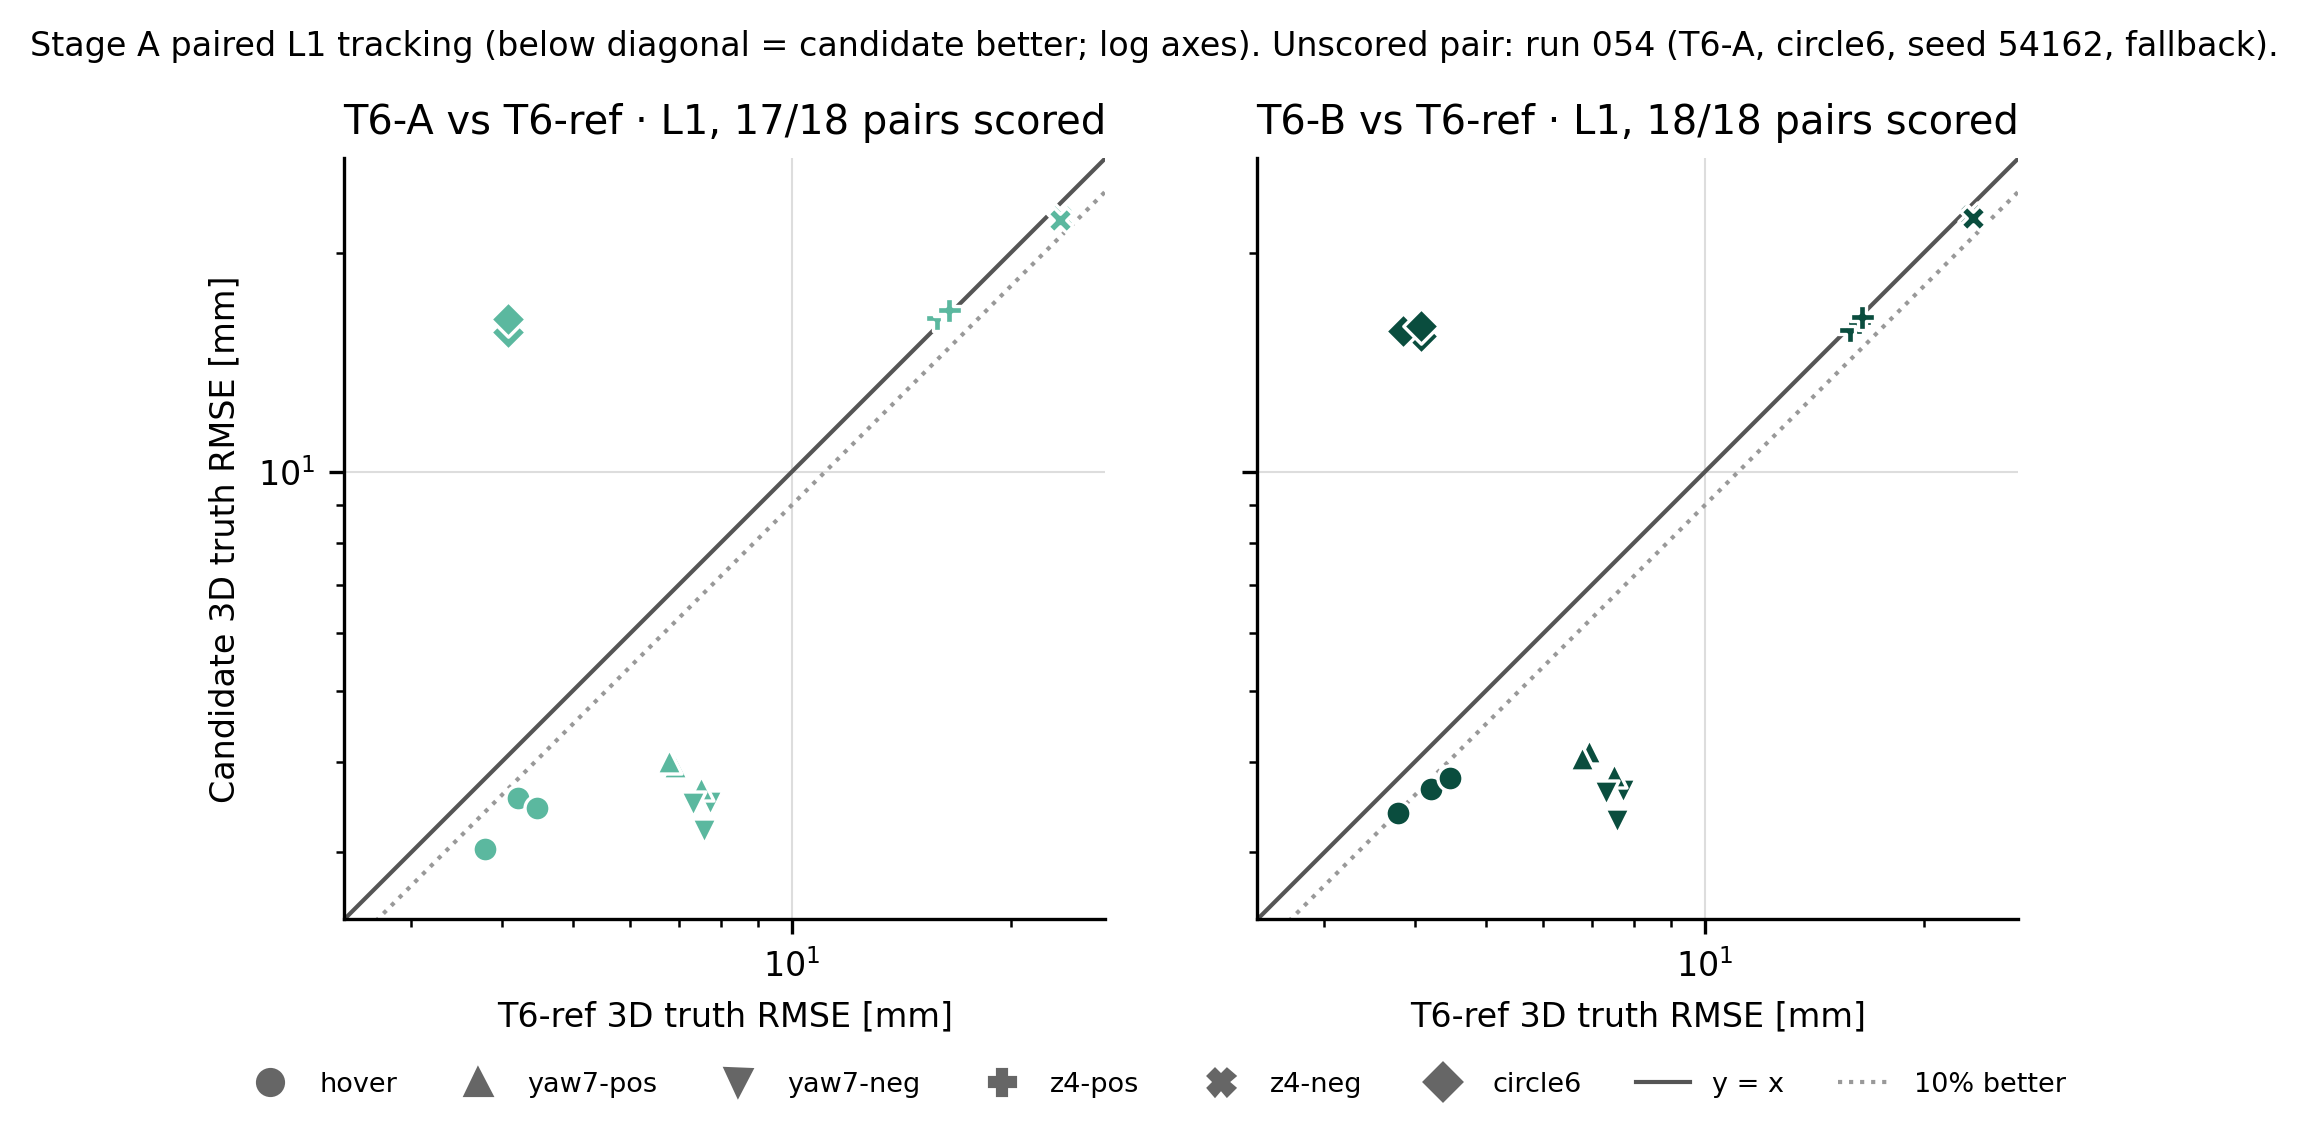 Stage A paired L1 tracking (below diagonal = candidate better; log axes). Unscored pair: run 054 (T6-A, circle6, seed 54162, fallback).
T6-A vs T6-ref · L1, 17/18 pairs scored
T6-B vs T6-ref · L1, 18/18 pairs scored
Candidate 3D truth RMSE [mm]
10¹
10¹
10¹
T6-ref 3D truth RMSE [mm]
T6-ref 3D truth RMSE [mm]
hover
yaw7-pos
yaw7-neg
z4-pos
z4-neg
circle6
y = x
10% better